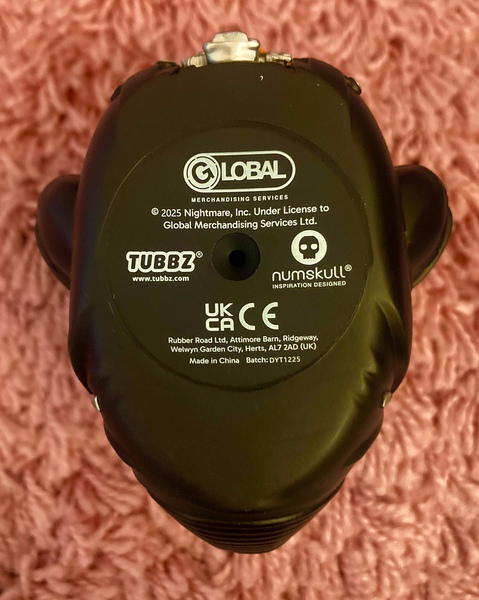 GLOBAL
MERCHANDISING SERVICES
© 2025 Nightmare, Inc. Under License to
Global Merchandising Services Ltd.
TUBBZ®
www.tubbz.com
numskull®
INSPIRATION DESIGNED
UK
CA CE
Rubber Road Ltd, Attimore Barn, Ridgeway,
Welwyn Garden City, Herts, AL7 2AD (UK)
Made in China Batch: DYT1225